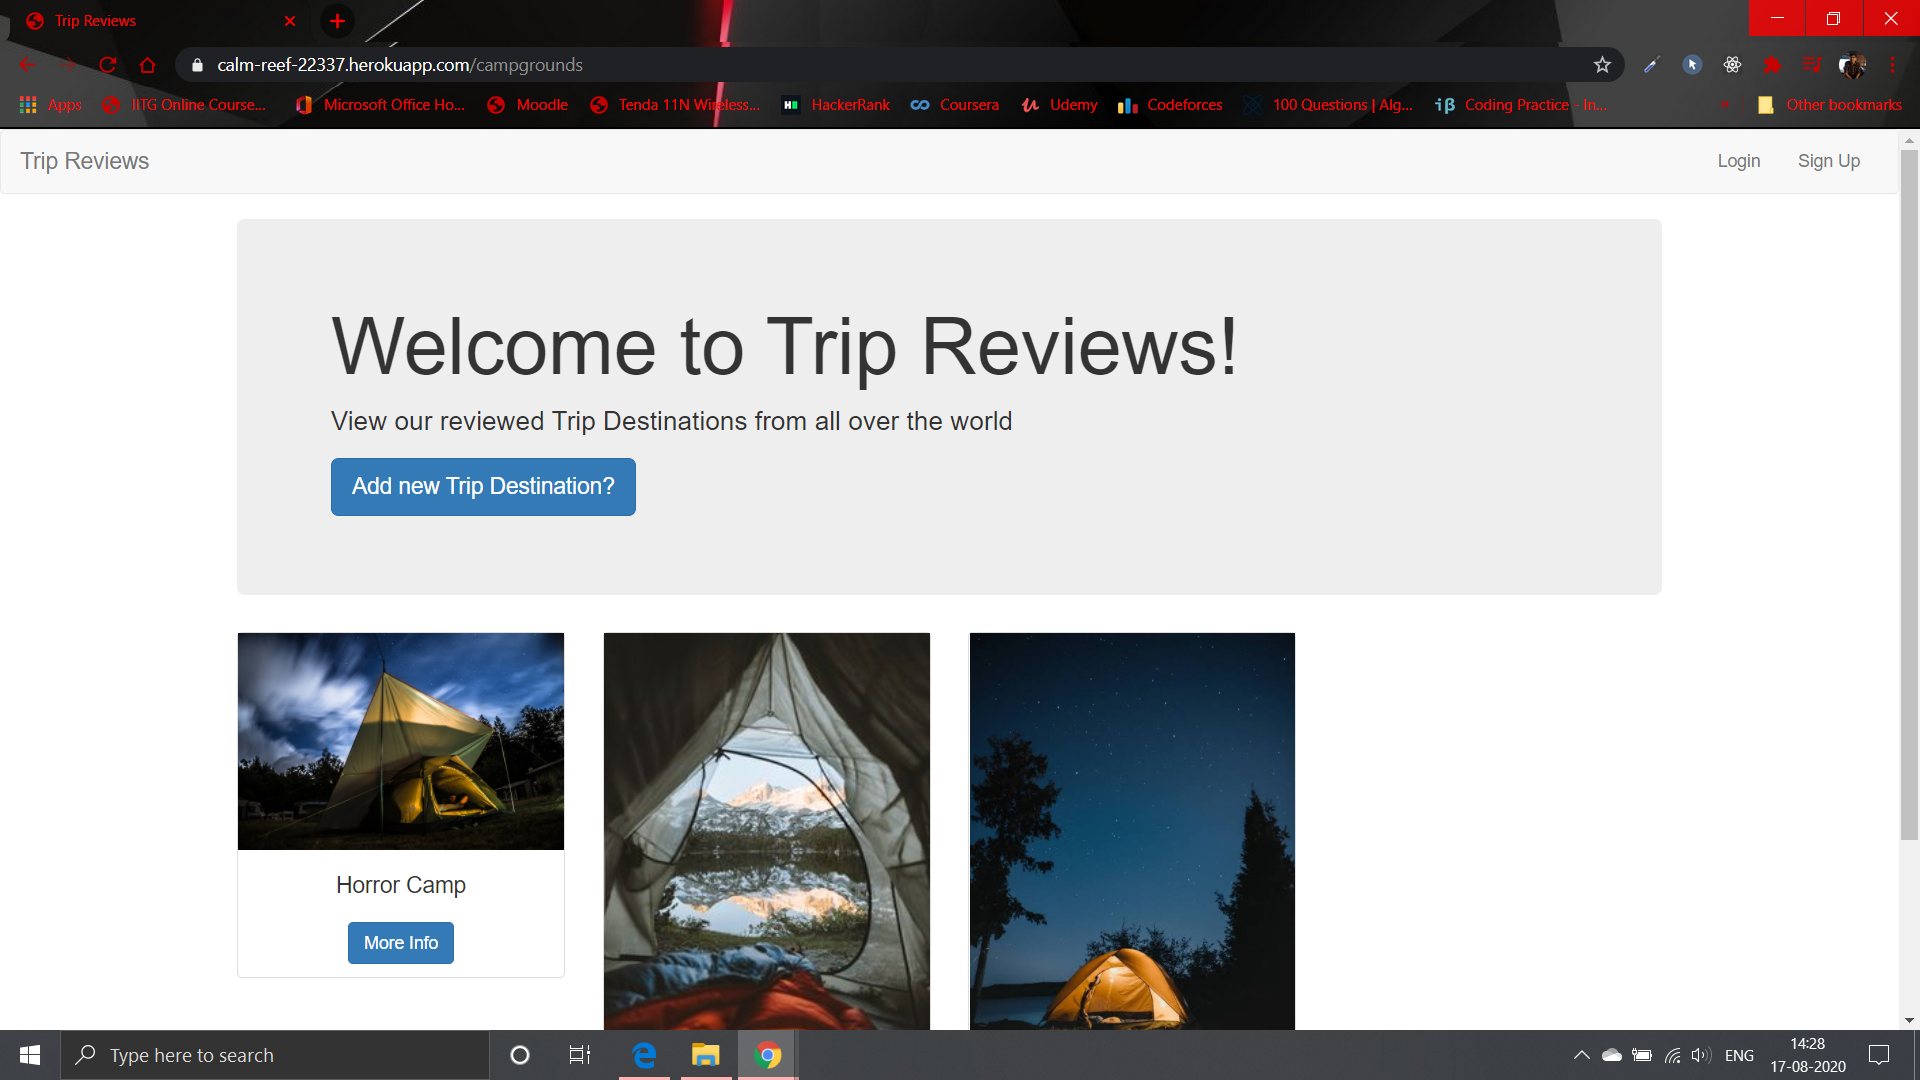 Trip Reviews
calm-reef-22337.herokuapp.com/campgrounds
Apps IITG Online Course... Microsoft Office Ho... Moodle Tenda 11N Wireless... HackerRank Coursera Udemy Codeforces 100 Questions | Alg... Coding Practice - In... » Other bookmarks
Trip Reviews Login Sign Up
Welcome to Trip Reviews!
View our reviewed Trip Destinations from all over the world
Add new Trip Destination?
Horror Camp
More Info
Type here to search
ENG
14:28
17-08-2020